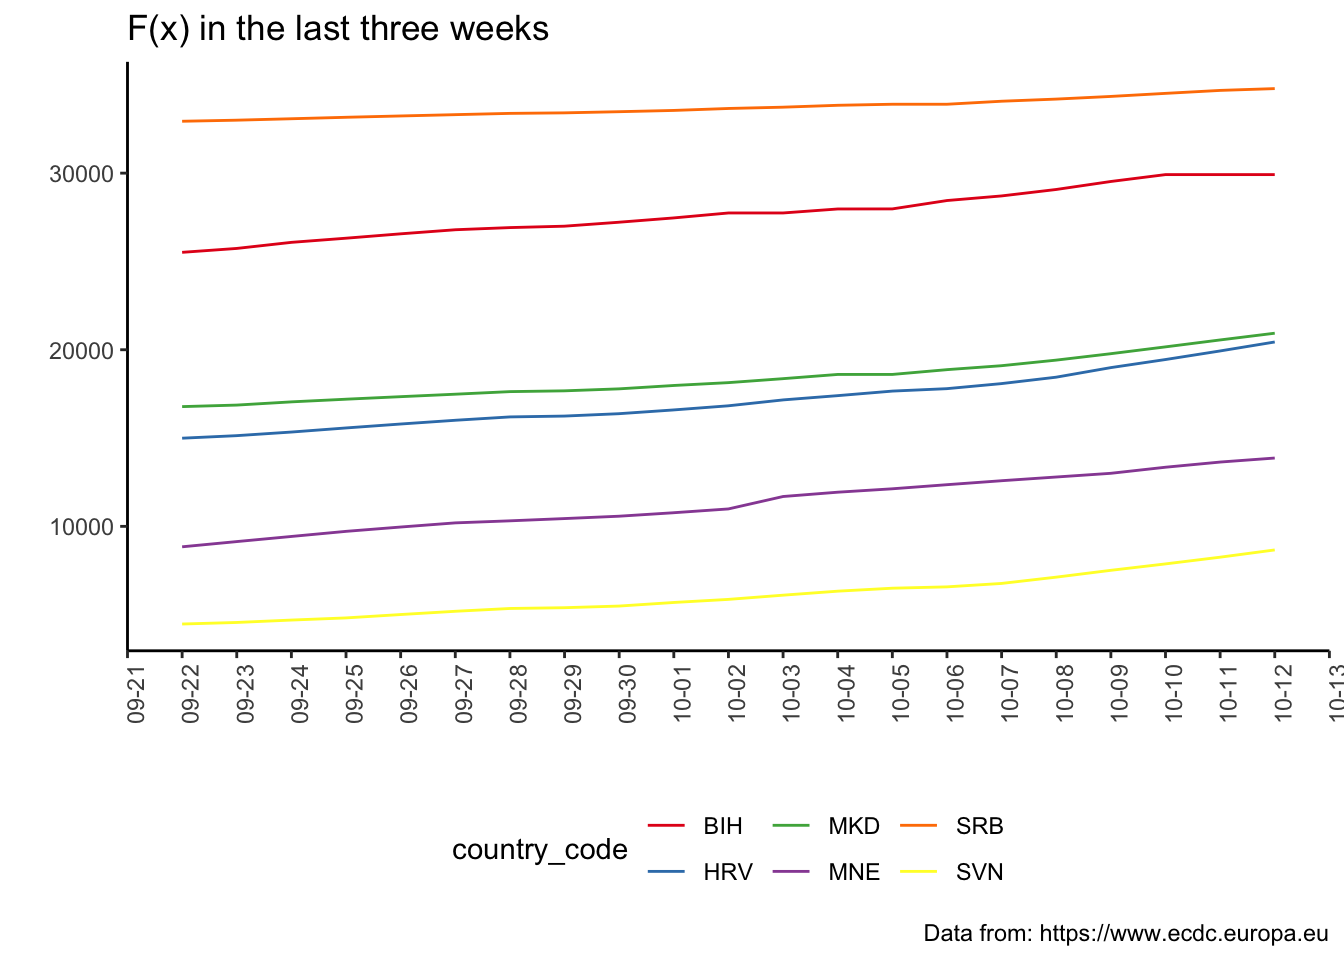 F(x) in the last three weeks
30000
20000
10000
09-21
09-22
09-23
09-24
09-25
09-26
09-27
09-28
09-29
09-30
10-01
10-02
10-03
10-04
10-05
10-06
10-07
10-08
10-09
10-10
10-11
10-12
10-13
country_code
BIH
MKD
SRB
HRV
MNE
SVN
Data from: https://www.ecdc.europa.eu